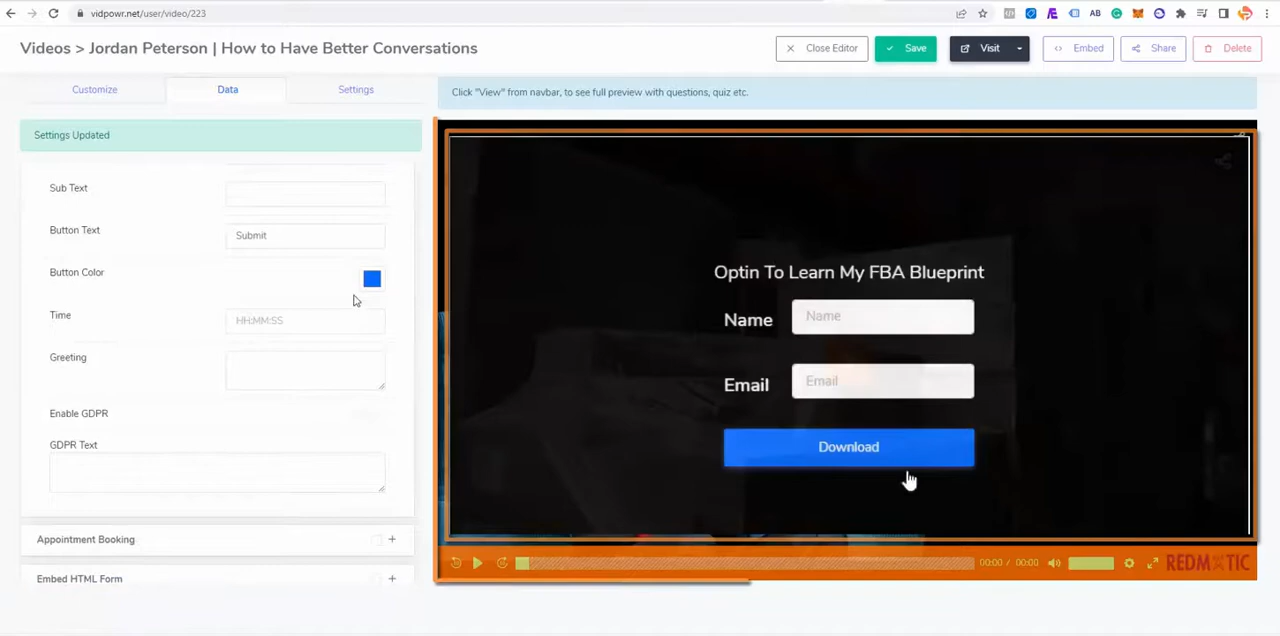 vidpowr.net/user/video/223
Videos > Jordan Peterson | How to Have Better Conversations
Close Editor
Save
Visit
Embed
Share
Delete
Customize
Data
Settings
Click "View" from navbar, to see full preview with questions, quiz etc.
Settings Updated
Sub Text
Button Text
Submit
Button Color
Time
HH:MM:SS
Greeting
Enable GDPR
GDPR Text
Appointment Booking
Embed HTML Form
Optin To Learn My FBA Blueprint
Name
Name
Email
Email
Download
00:00 / 00:00
REDMATIC